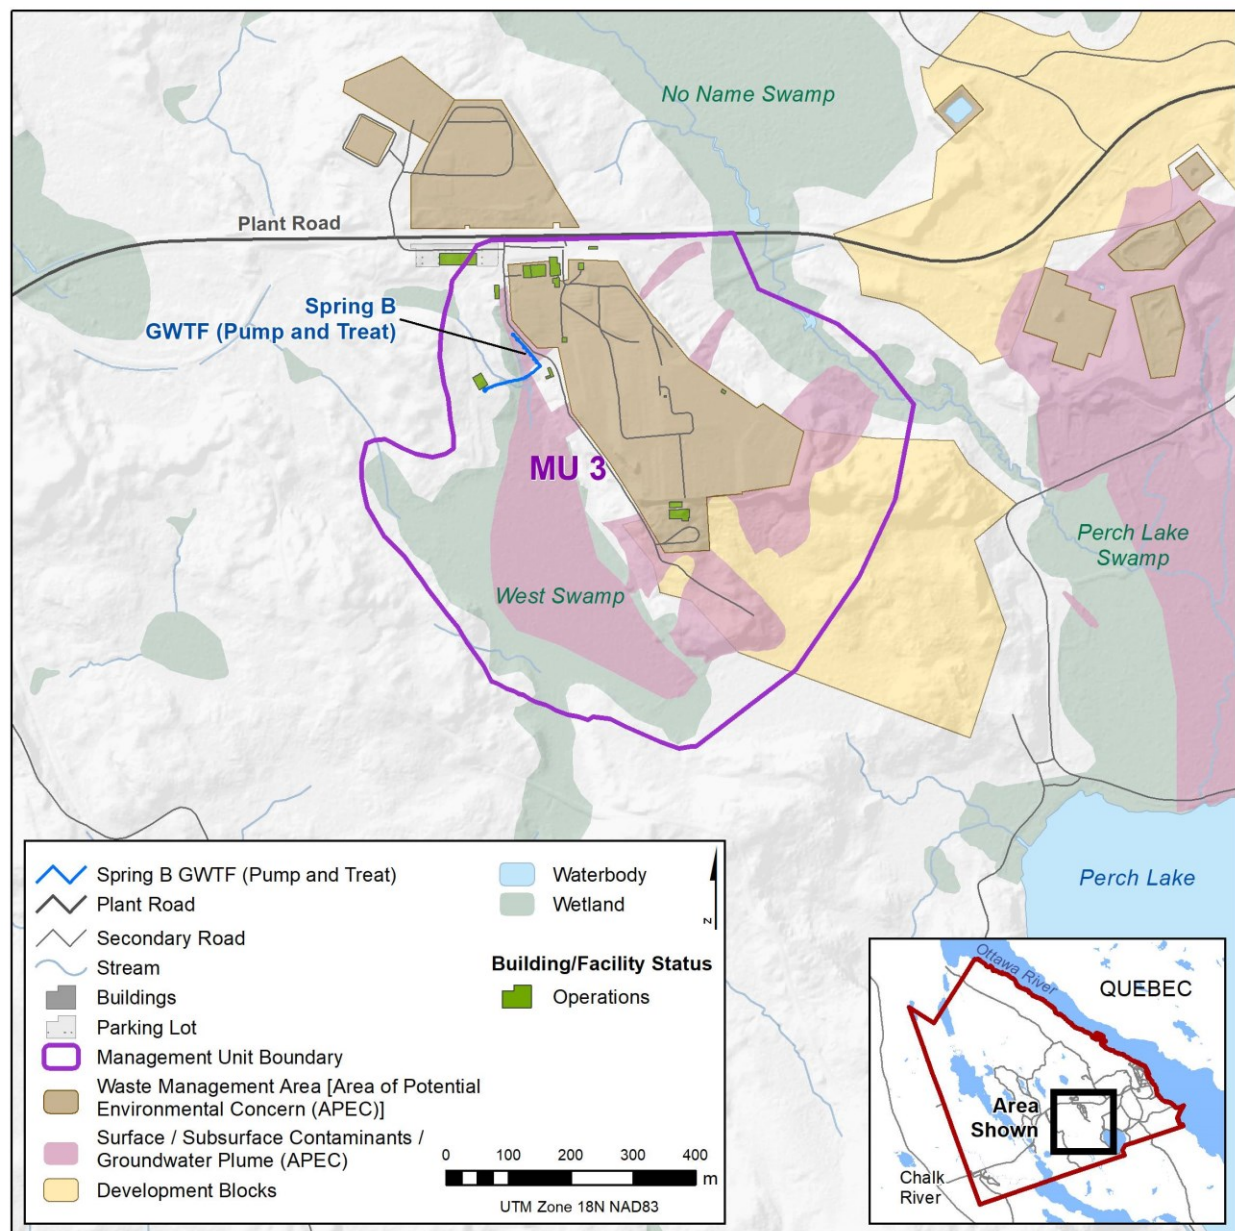 No Name Swamp
Plant Road
Spring B
GWTF (Pump and Treat)
MU 3
West Swamp
Perch Lake
Swamp
Perch Lake
Spring B GWTF (Pump and Treat)
Plant Road
Secondary Road
Stream
Buildings
Parking Lot
Management Unit Boundary
Waste Management Area [Area of Potential
Environmental Concern (APEC)]
Surface / Subsurface Contaminants /
Groundwater Plume (APEC)
Development Blocks
Waterbody
Wetland
Building/Facility Status
Operations
N
0 100 200 300 400
m
UTM Zone 18N NAD83
Ottawa River
QUEBEC
Area
Shown
Chalk
River